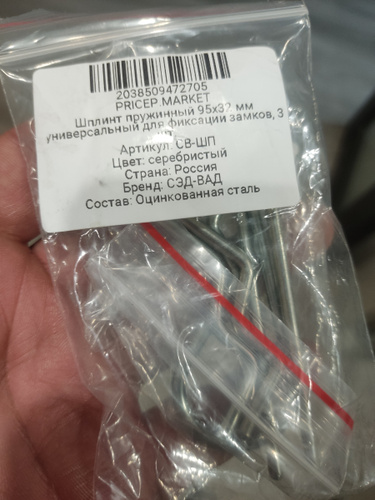 2038509472705
PRICEP MARKET
Шплинт пружинный 95x32 мм
универсальный для фиксации замков, 3
Артикул: СВ-ШП
Цвет: серебристый
Страна: Россия
Бренд: СЭД-ВАД
Состав: Оцинкованная сталь